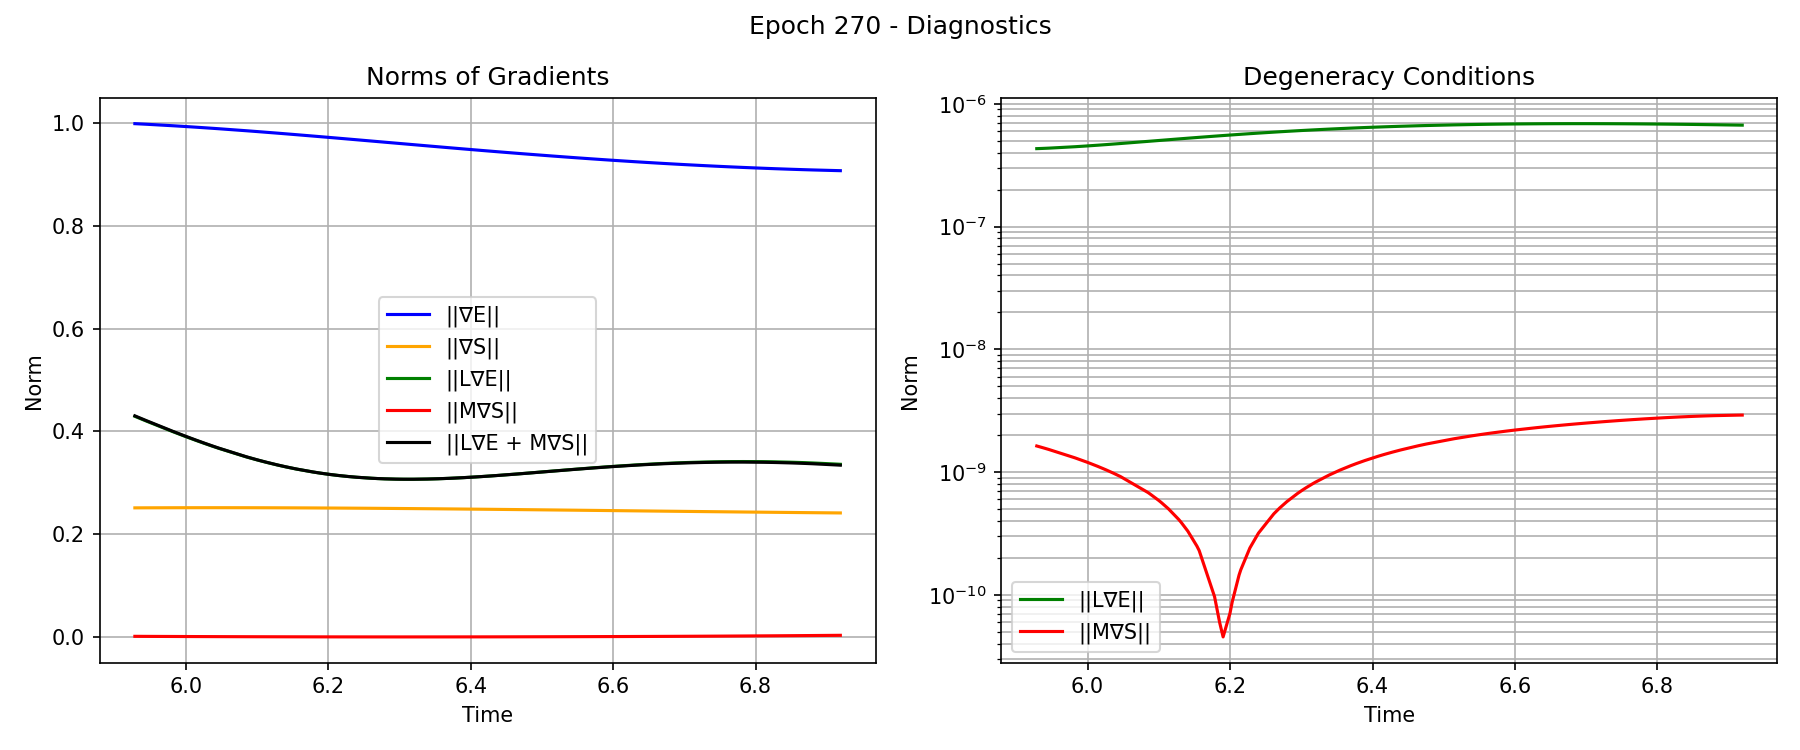 Epoch 270 - Diagnostics
Norms of Gradients
Norm
1.0
0.8
0.6
0.4
0.2
0.0
||∇E||
||∇S||
||L∇E||
||M∇S||
||L∇E + M∇S||
6.0 6.2 6.4 6.6 6.8
Time
Degeneracy Conditions
Norm
10⁻⁶
10⁻⁷
10⁻⁸
10⁻⁹
10⁻¹⁰
||L∇E||
||M∇S||
6.0 6.2 6.4 6.6 6.8
Time